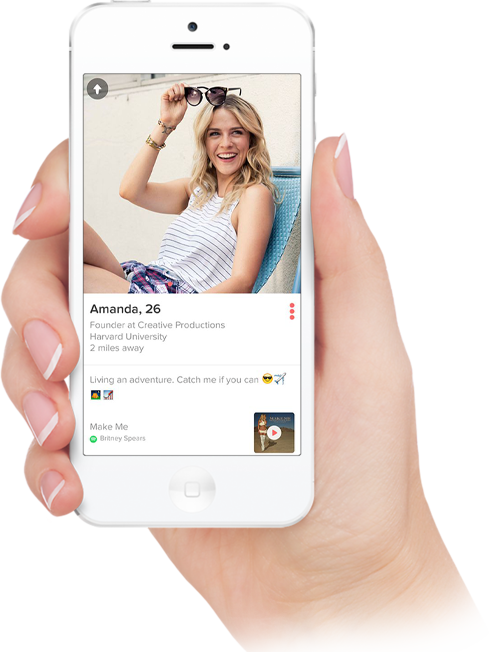 Amanda, 26
Founder at Creative Productions
Harvard University
2 miles away
Living an adventure. Catch me if you can 😎✈️
Make Me
Britney Spears